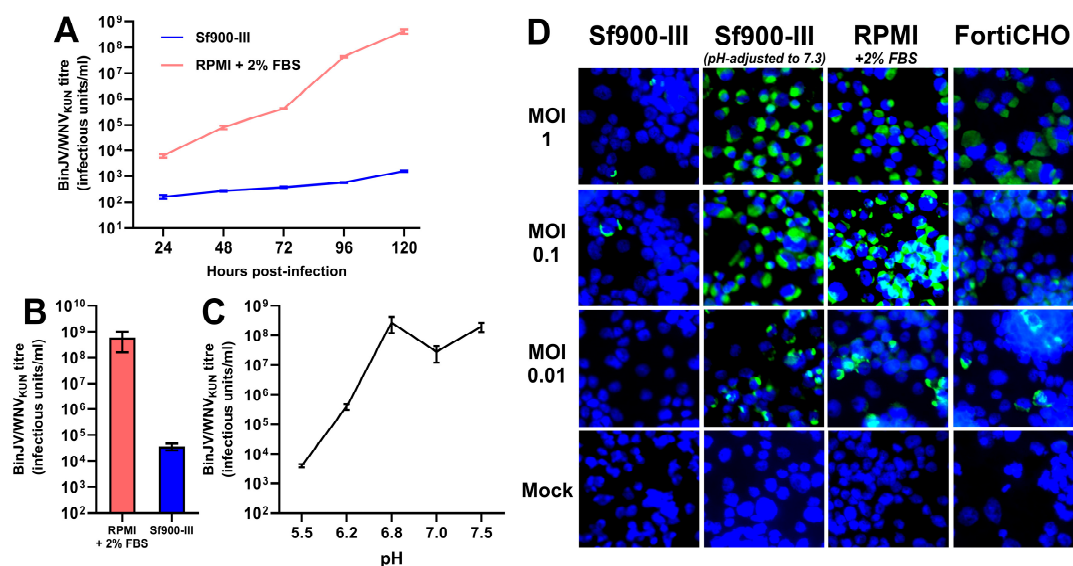 A
BinJV/WNVKUN titre
(infectious units/ml)
10⁹
10⁸
10⁷
10⁶
10⁵
10⁴
10³
10²
10¹
Sf900-III
RPMI + 2% FBS
24
48
72
96
120
Hours post-infection
B
BinJV/WNVKUN titre
(infectious units/ml)
10¹⁰
10⁹
10⁸
10⁷
10⁶
10⁵
10⁴
10³
10²
RPMI
+ 2% FBS
Sf900-III
C
BinJV/WNVKUN titre
(infectious units/ml)
10⁹
10⁸
10⁷
10⁶
10⁵
10⁴
10³
10²
5.5
6.2
6.8
7.0
7.5
pH
D
Sf900-III
Sf900-III
(pH-adjusted to 7.3)
RPMI
+2% FBS
FortiCHO
MOI
1
MOI
0.1
MOI
0.01
Mock